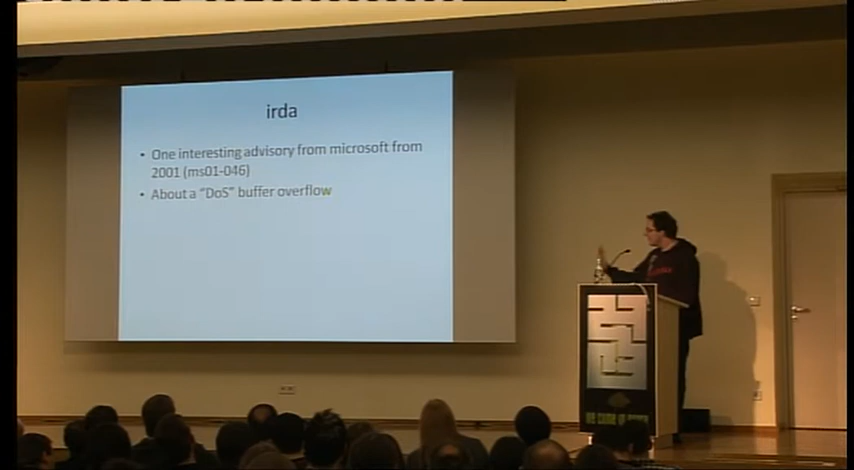 irda
• One interesting advisory from microsoft from
2001 (ms01-046)
• About a “DoS” buffer overflow